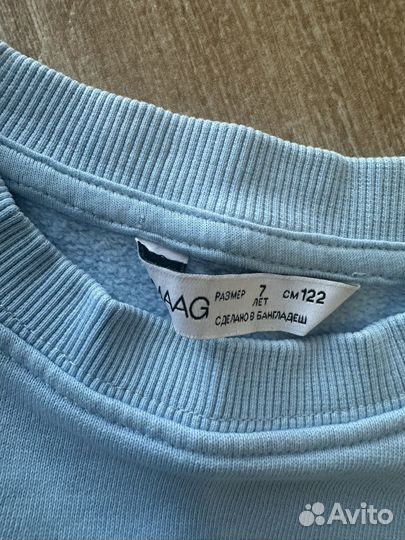 MAAG
РАЗМЕР 7 ЛЕТ СМ 122
СДЕЛАНО В БАНГЛАДЕШ
Avito